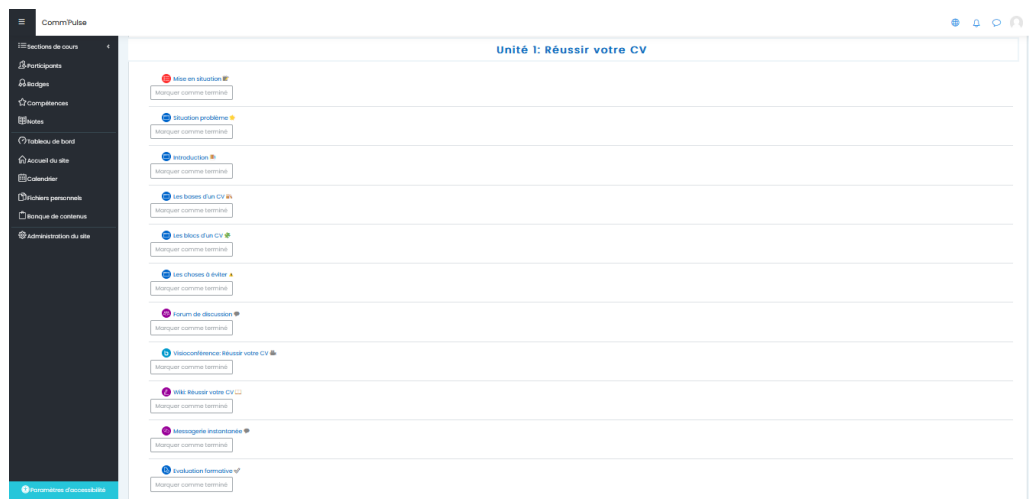 Comm'Pulse
Unité 1: Réussir votre CV
Sections de cours
Participants
Badges
Compétences
Notes
Tableau de bord
Accueil du site
Calendrier
Fichiers personnels
Banque de contenus
Administration du site
Paramètres d'accessibilité
Mise en situation
Marquer comme terminé
Situation problème
Marquer comme terminé
Introduction
Marquer comme terminé
Les bases d'un CV
Marquer comme terminé
Les blocs d'un CV
Marquer comme terminé
Les choses à éviter
Marquer comme terminé
Forum de discussion
Marquer comme terminé
Visioconférence: Réussir votre CV
Marquer comme terminé
Wiki: Réussir votre CV
Marquer comme terminé
Messagerie instantanée
Marquer comme terminé
Evaluation formative
Marquer comme terminé